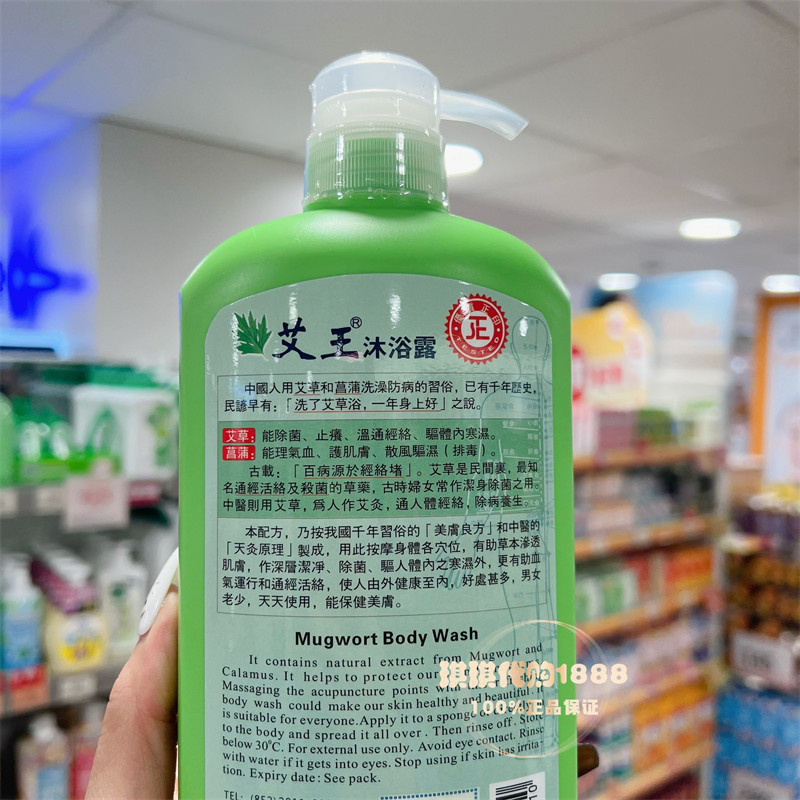 艾王® 沐浴露
正
TESTED
中國人用艾草和菖蒲洗澡防病的習俗，已有千年歷史，
民諺早有：「洗了艾草浴，一年身上好」之說。
艾草：能除菌、止癢、溫通經絡、驅體內寒濕。
菖蒲：能理氣血、護肌膚、散風驅濕（排毒）。
古載：「百病源於經絡堵」。艾草是民間裏，最知
名通經活絡及殺菌的草藥，古時婦女常作潔身除菌之用。
中醫則用艾草，爲人作艾灸，通人體經絡，除病養生。
本配方，乃按我國千年習俗的「美膚良方」和中醫的
「天灸原理」製成，用此按摩身體各穴位，有助草本滲透
肌膚，作深層潔淨、除菌、驅人體內之寒濕外，更有助血
氣運行和通經活絡，使人由外健康至內，好處甚多，男女
老少，天天使用，能保健美膚。
Mugwort Body Wash
It contains natural extract from Mugwort and
Calamus. It helps to protect our
Massaging the acupuncture points with
body wash could make our skin healthy and beautiful. It
is suitable for everyone. Apply it to a sponge or
to the body and spread it all over. Then rinse off. Store
below 30°C. For external use only. Avoid eye contact. Rinse
with water if it gets into eyes. Stop using if skin has irrita-
tion. Expiry date: See pack.
TEL: (852)
琪琪代购1888
100%正品保证